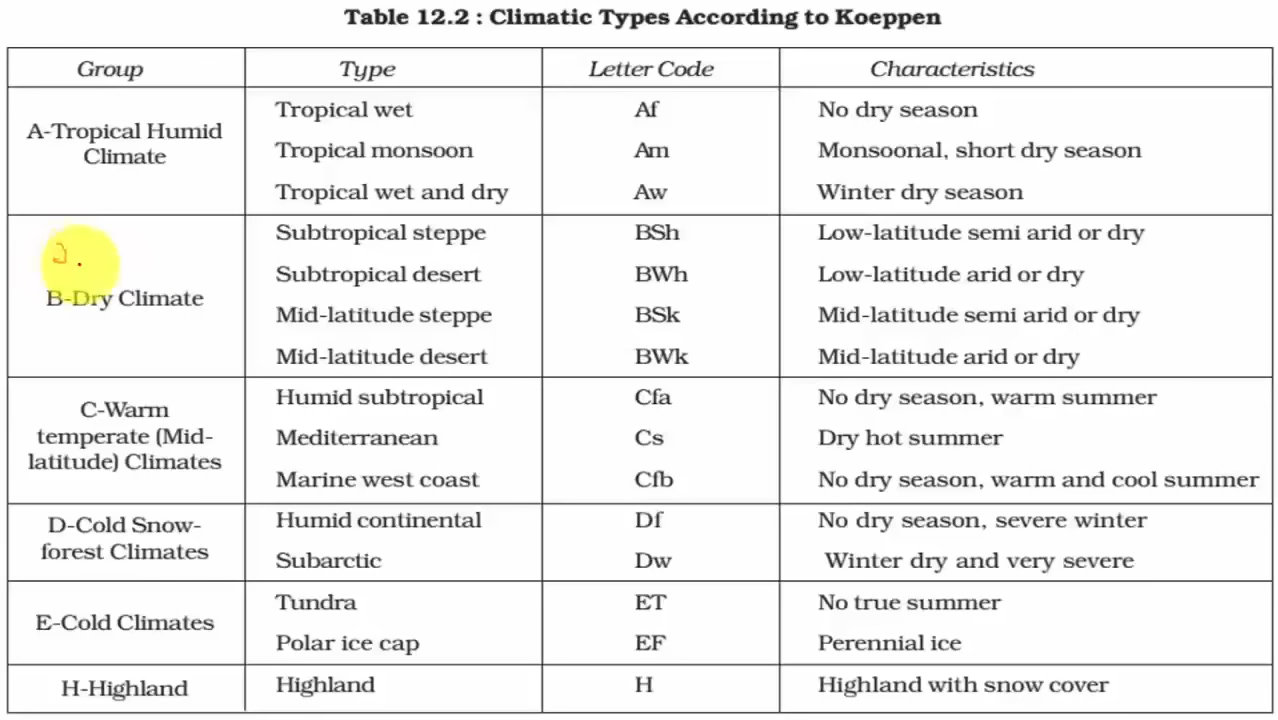 Table 12.2 : Climatic Types According to Koeppen
Group Type Letter Code Characteristics
A-Tropical Humid Climate
Tropical wet Af No dry season
Tropical monsoon Am Monsoonal, short dry season
Tropical wet and dry Aw Winter dry season
B-Dry Climate
Subtropical steppe BSh Low-latitude semi arid or dry
Subtropical desert BWh Low-latitude arid or dry
Mid-latitude steppe BSk Mid-latitude semi arid or dry
Mid-latitude desert BWk Mid-latitude arid or dry
C-Warm temperate (Mid-latitude) Climates
Humid subtropical Cfa No dry season, warm summer
Mediterranean Cs Dry hot summer
Marine west coast Cfb No dry season, warm and cool summer
D-Cold Snow-forest Climates
Humid continental Df No dry season, severe winter
Subarctic Dw Winter dry and very severe
E-Cold Climates
Tundra ET No true summer
Polar ice cap EF Perennial ice
H-Highland Highland H Highland with snow cover